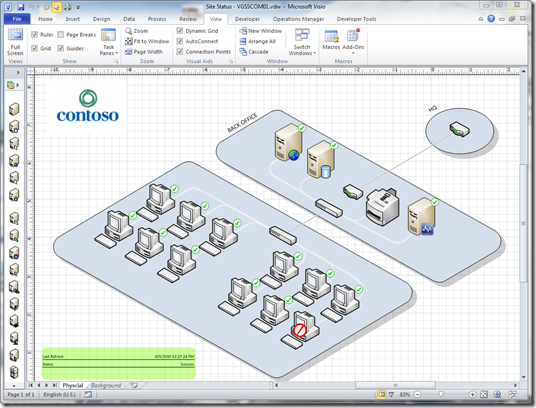 Site Status - VGSSCOM01.vdw - Microsoft Visio
File Home Insert Design Data Process Review View Developer Operations Manager Developer Tools
Full Screen
Ruler Page Breaks
Grid Guides
Task Panes
Show
Zoom
Fit to Window
Page Width
Zoom
Dynamic Grid
AutoConnect
Connection Points
Visual Aids
New Window
Arrange All
Cascade
Switch Windows
Window
Macros Add-Ons
Macros
contoso
BACK OFFICE
HQ
Last Refresh 4/5/2010 12:27:24 PM
Status Success
Physcial Background
Page 1 of 1 English (U.S.) 83%